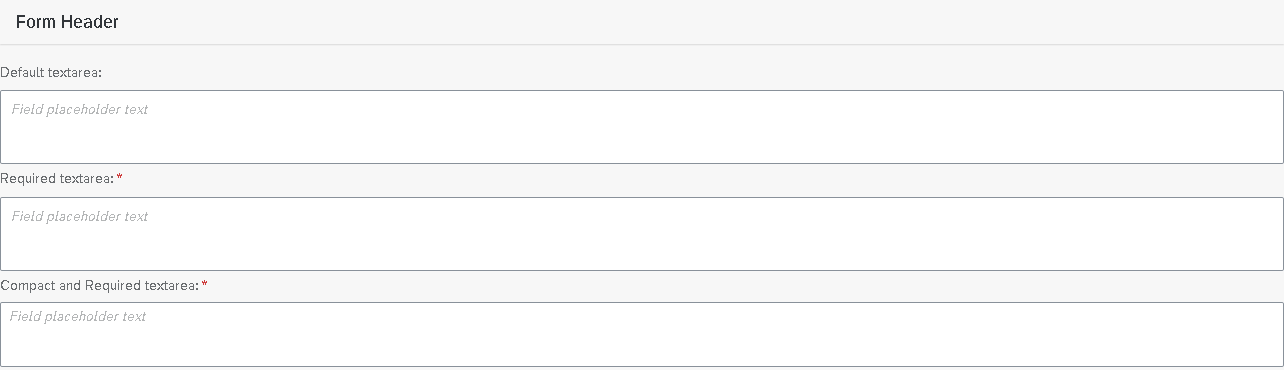 Form Header
Default textarea:
Field placeholder text
Required textarea: *
Field placeholder text
Compact and Required textarea: *
Field placeholder text